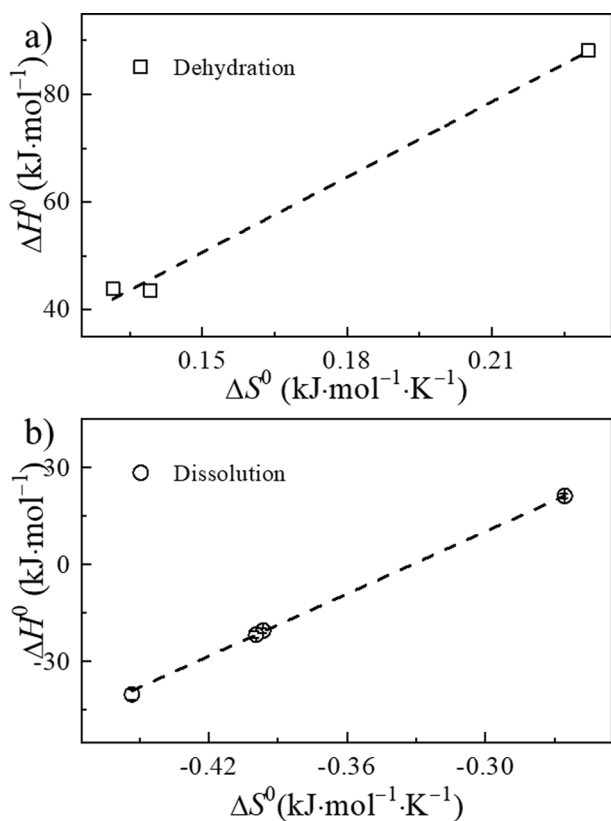 a)
Dehydration
ΔH⁰ (kJ·mol⁻¹)
80
60
40
0.15 0.18 0.21
ΔS⁰ (kJ·mol⁻¹·K⁻¹)
b)
Dissolution
ΔH⁰ (kJ·mol⁻¹)
30
0
-30
-0.42 -0.36 -0.30
ΔS⁰(kJ·mol⁻¹·K⁻¹)